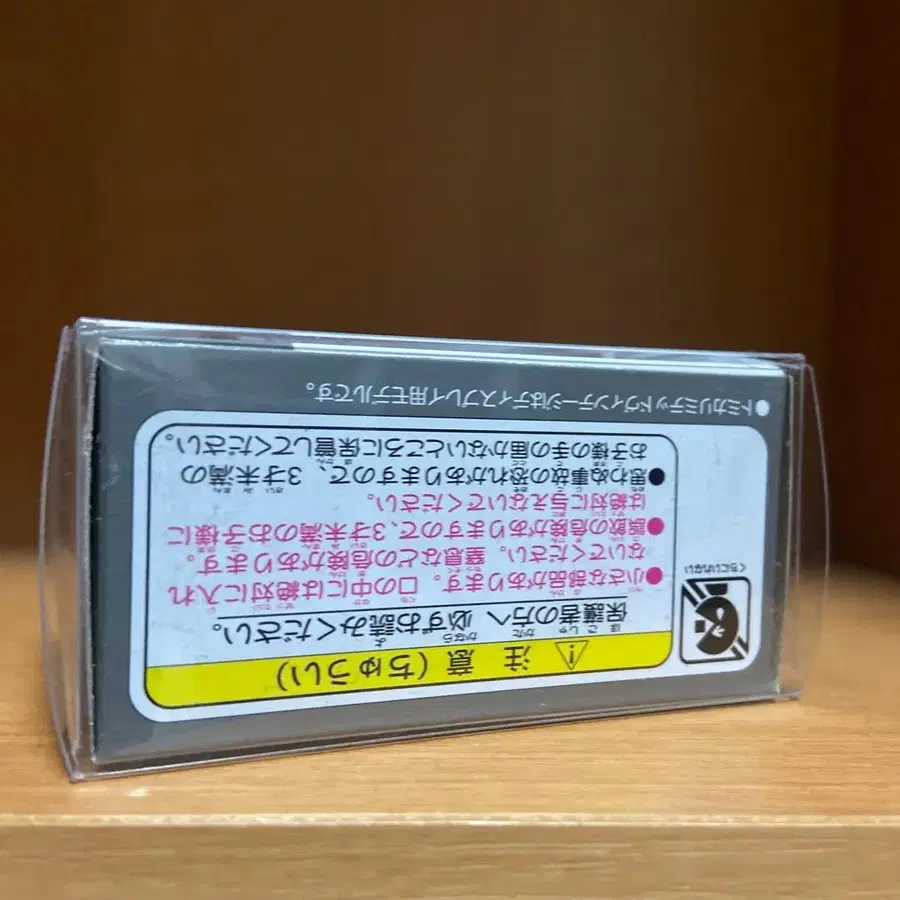 ⚠注意（ちゅうい）
保護者の方へ 必ずお読みください。
●小さな部品があります。口の中には絶対に入れ
ないでください。窒息などの危険があります。
●誤飲の危険がありますので、3才未満のお子様に
は絶対に与えないでください。
●思わぬ事故の恐れがありますので、3才未満の
お子様の手の届かないところに保管してください。
くちにいれない
●トミカリミテッドヴィンテージはディスプレイ用モデルです。